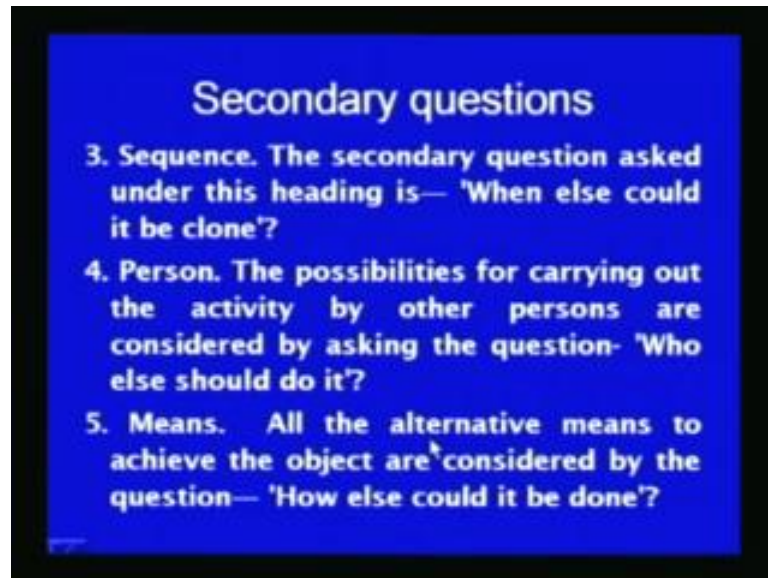 Secondary questions
3. Sequence. The secondary question asked
under this heading is— 'When else could
it be clone'?
4. Person. The possibilities for carrying out
the activity by other persons are
considered by asking the question- 'Who
else should do it'?
5. Means. All the alternative means to
achieve the object are considered by the
question— 'How else could it be done'?